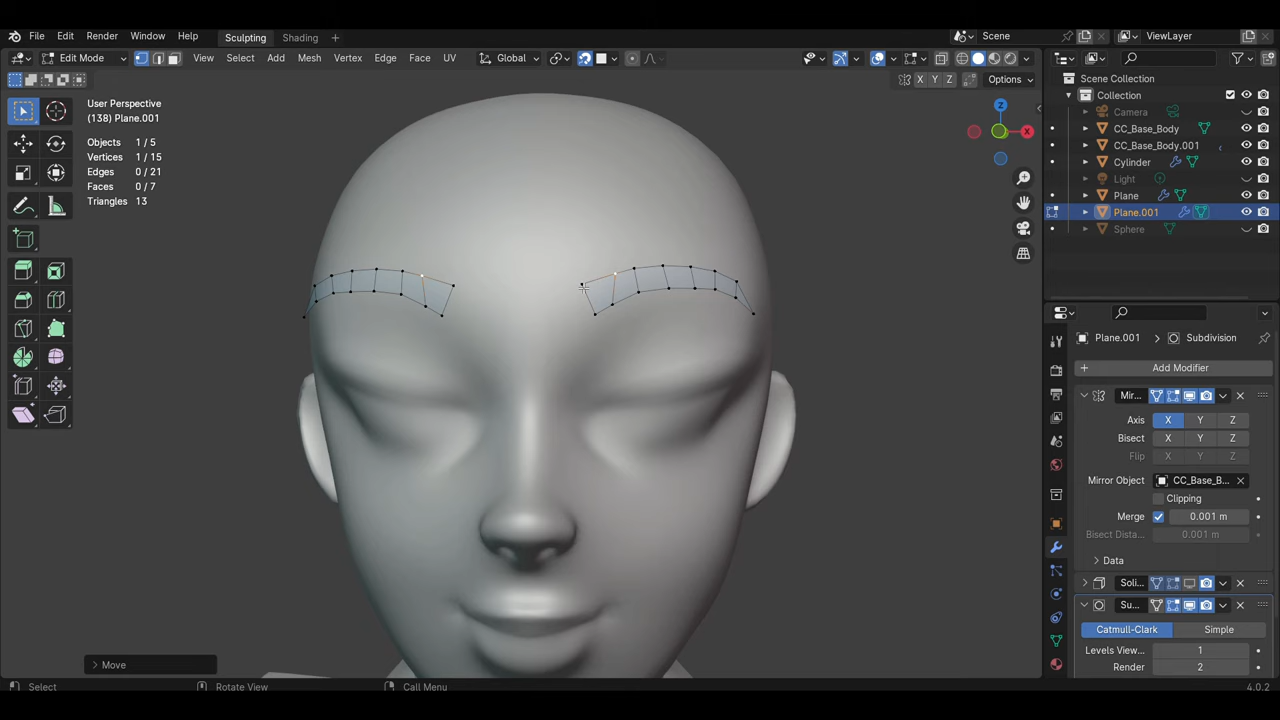 File Edit Render Window Help Sculpting Shading + Scene ViewLayer
Edit Mode View Select Add Mesh Vertex Edge Face UV Global
X Y Z Options
User Perspective
(138) Plane.001
Objects 1 / 5
Vertices 1 / 15
Edges 0 / 21
Faces 0 / 7
Triangles 13
Z
X
Scene Collection
Collection
Camera
CC_Base_Body
CC_Base_Body.001
Cylinder
Light
Plane
Plane.001
Sphere
Plane.001 > Subdivision
Add Modifier
Mir...
Axis X Y Z
Bisect X Y Z
Flip X Y Z
Mirror Object CC_Base_B...
Clipping
Merge 0.001 m
Bisect Dista... 0.001 m
Data
Soli...
Su...
Catmull-Clark Simple
Levels View... 1
Render 2
> Move
Select Rotate View Call Menu
4.0.2